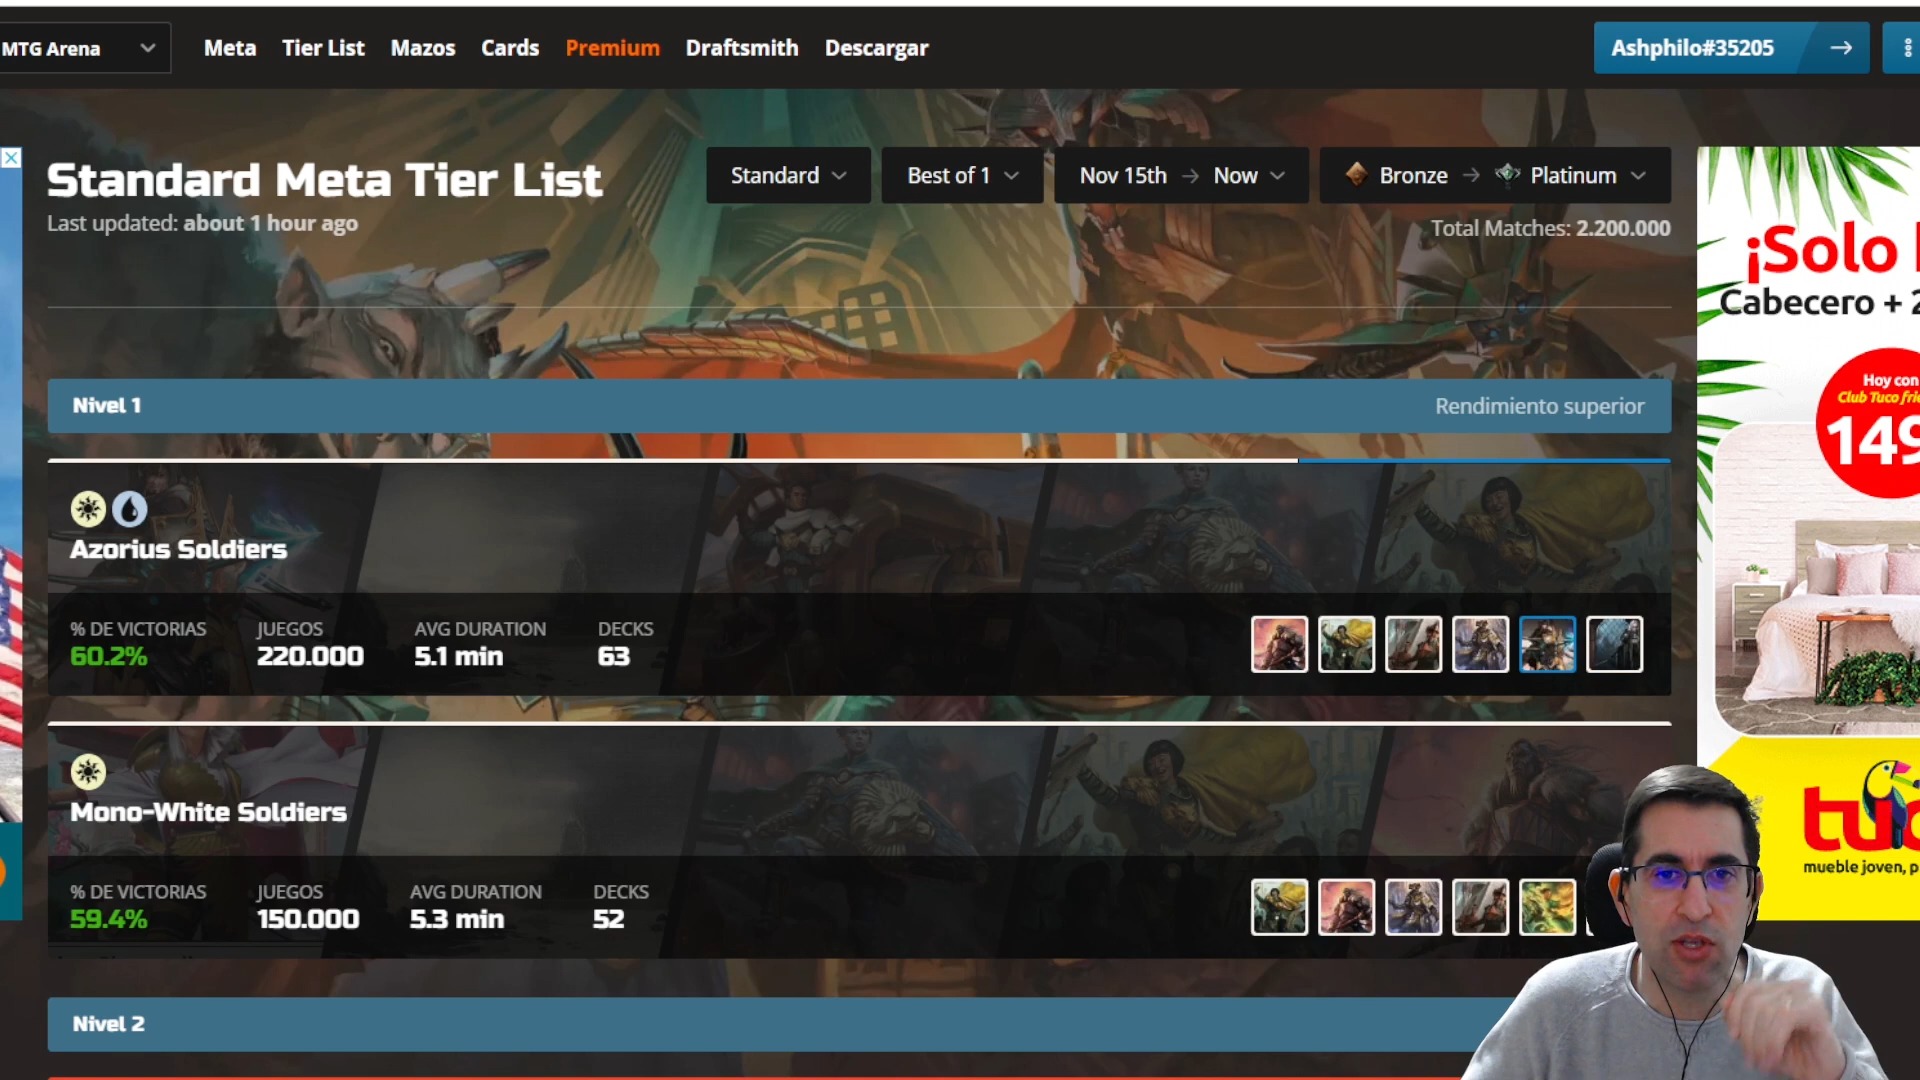 MTG Arena
Meta
Tier List
Mazos
Cards
Premium
Draftsmith
Descargar
Ashphilo#35205
Standard Meta Tier List
Last updated: about 1 hour ago
Standard
Best of 1
Nov 15th → Now
Bronze → Platinum
Total Matches: 2.200.000
Nivel 1
Rendimiento superior
Azorius Soldiers
% DE VICTORIAS
JUEGOS
AVG DURATION
DECKS
60.2%
220.000
5.1 min
63
Mono-White Soldiers
% DE VICTORIAS
JUEGOS
AVG DURATION
DECKS
59.4%
150.000
5.3 min
52
Nivel 2
¡Solo
Cabecero + 2
Hoy con
Club Tuco
149
mueble joven, p